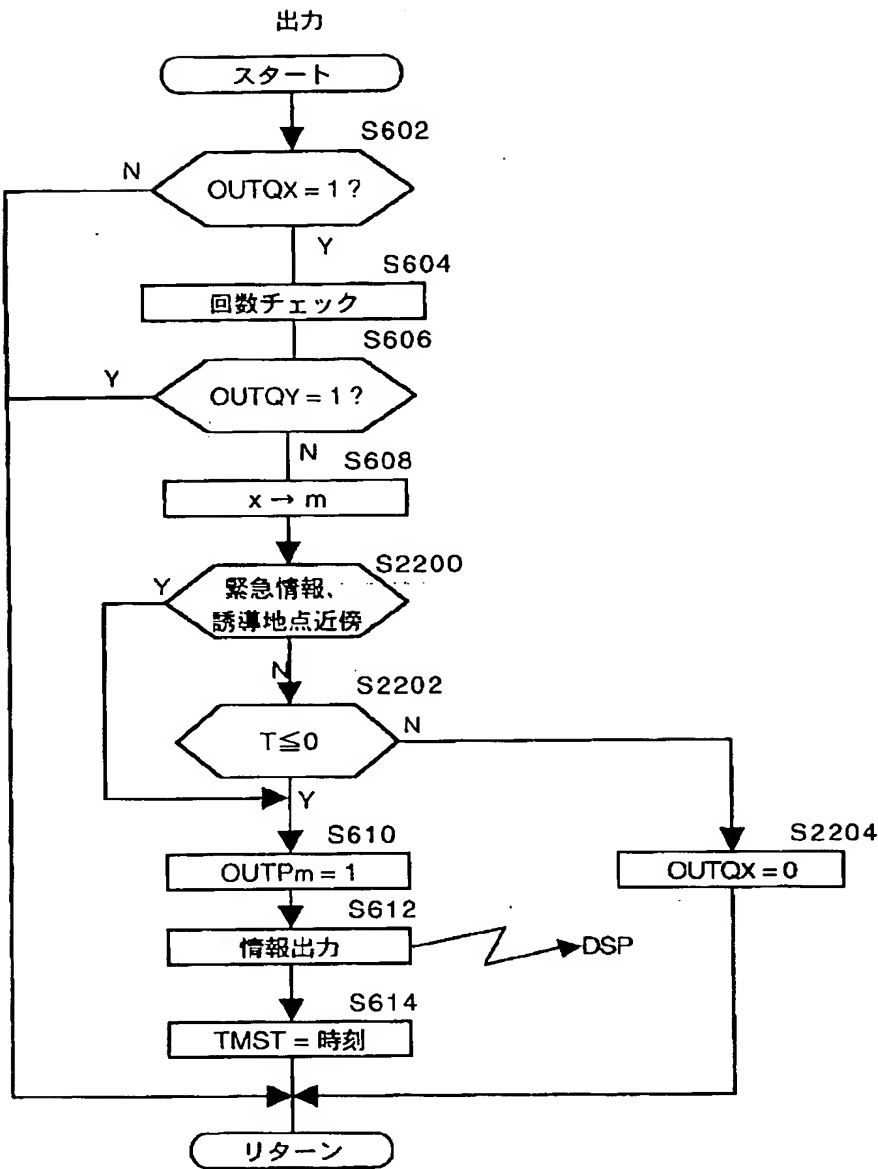 出力
スタート
S602
N
OUTQX = 1 ?
Y
S604
回数チェック
S606
Y
OUTQY = 1 ?
N
S608
x → m
S2200
Y
緊急情報、
誘導地点近傍
N
S2202
T≦0
N
Y
S610
S2204
OUTPm = 1
OUTQX = 0
S612
情報出力
DSP
S614
TMST = 時刻
リターン